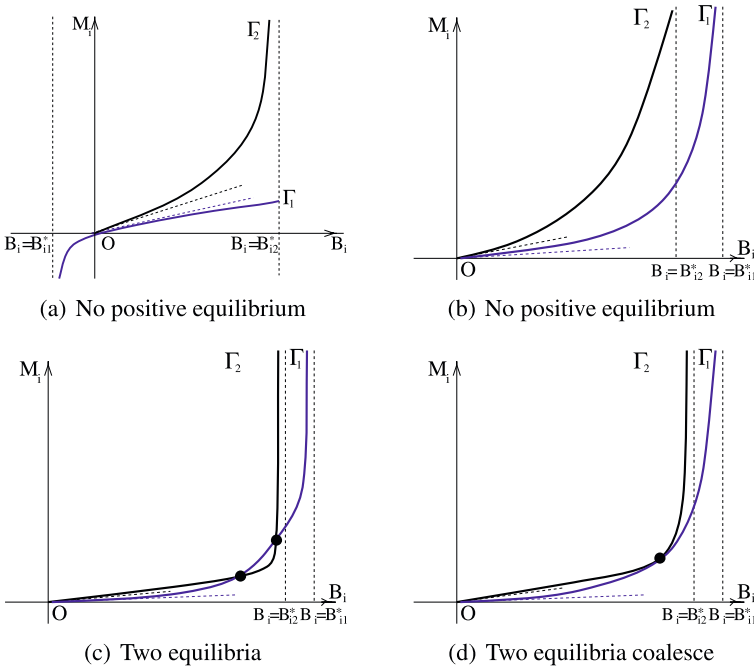 M_i Γ_2
Γ_1
B_i=B*_i1 O B_i=B*_i2 B_i
(a) No positive equilibrium
M_i Γ_2 Γ_1
O B_i=B*_i2 B_i=B*_i1 B_i
(b) No positive equilibrium
M_i Γ_2 Γ_1
O B_i=B*_i2 B_i=B*_i1 B_i
(c) Two equilibria
M_i Γ_2 Γ_1
O B_i=B*_i2 B_i=B*_i1 B_i
(d) Two equilibria coalesce